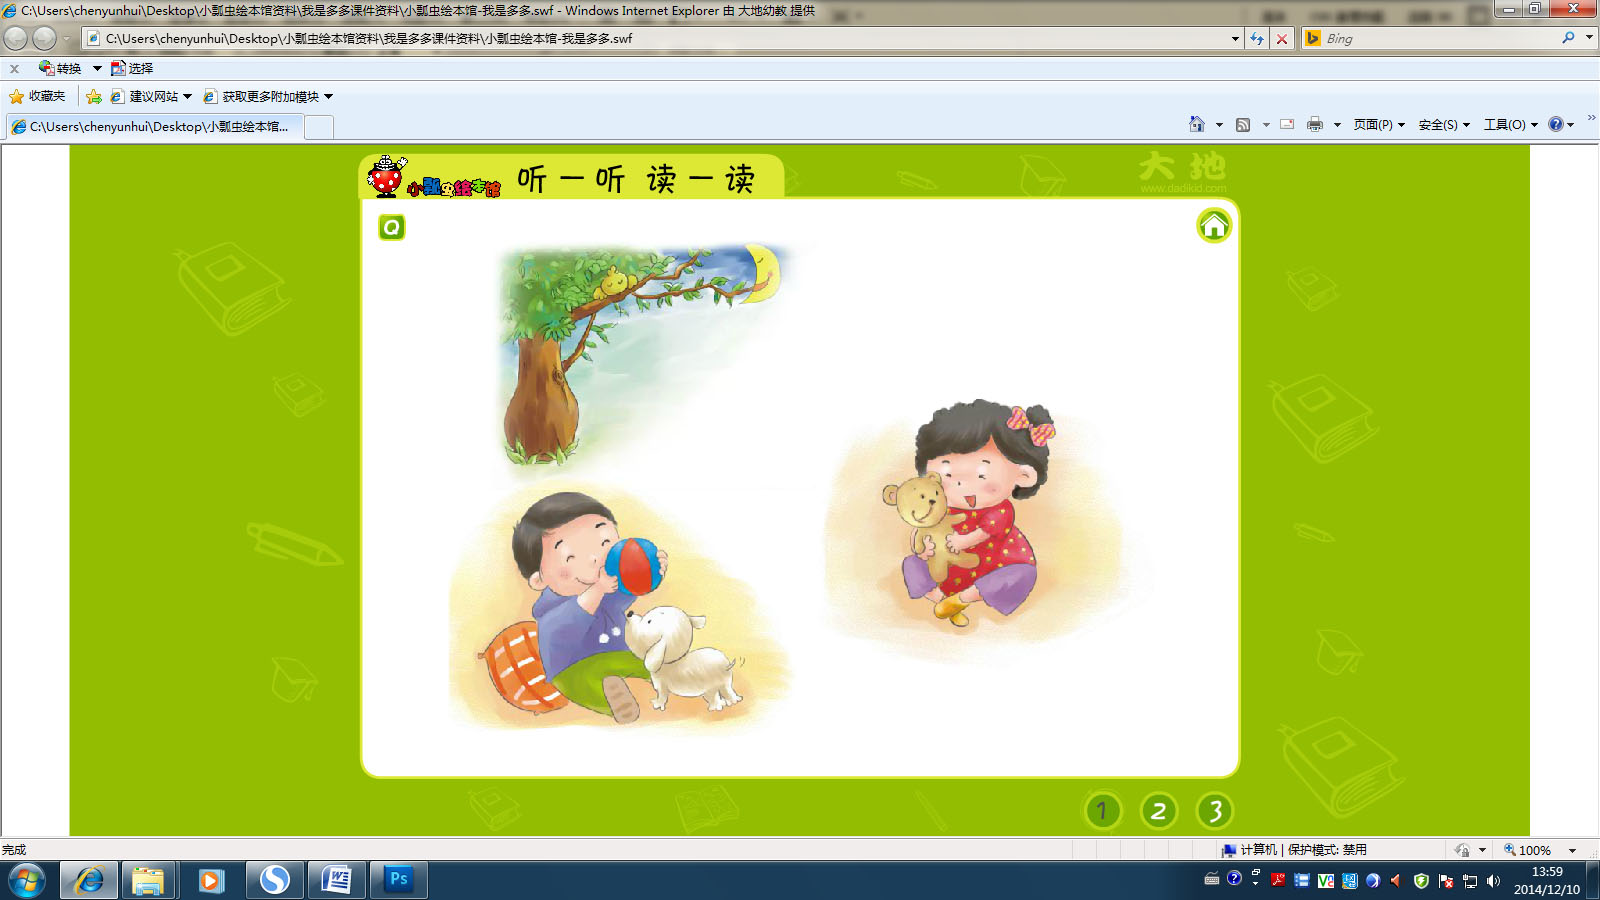 C:\Users\chenyunhui\Desktop\小瓢虫绘本馆资料\我是多多课件资料\小瓢虫绘本馆-我是多多.swf - Windows Internet Explorer 由 大地幼教 提供
C:\Users\chenyunhui\Desktop\小瓢虫绘本馆资料\我是多多课件资料\小瓢虫绘本馆-我是多多.swf
Bing
x 转换 选择
收藏夹 建议网站 获取更多附加模块
C:\Users\chenyunhui\Desktop\小瓢虫绘本馆...
页面(P) 安全(S) 工具(O)
小瓢虫绘本馆 听一听 读一读
大地
www.dadikid.com
Q
1 2 3
完成
计算机 | 保护模式: 禁用
100%
Ps
13:59
2014/12/10